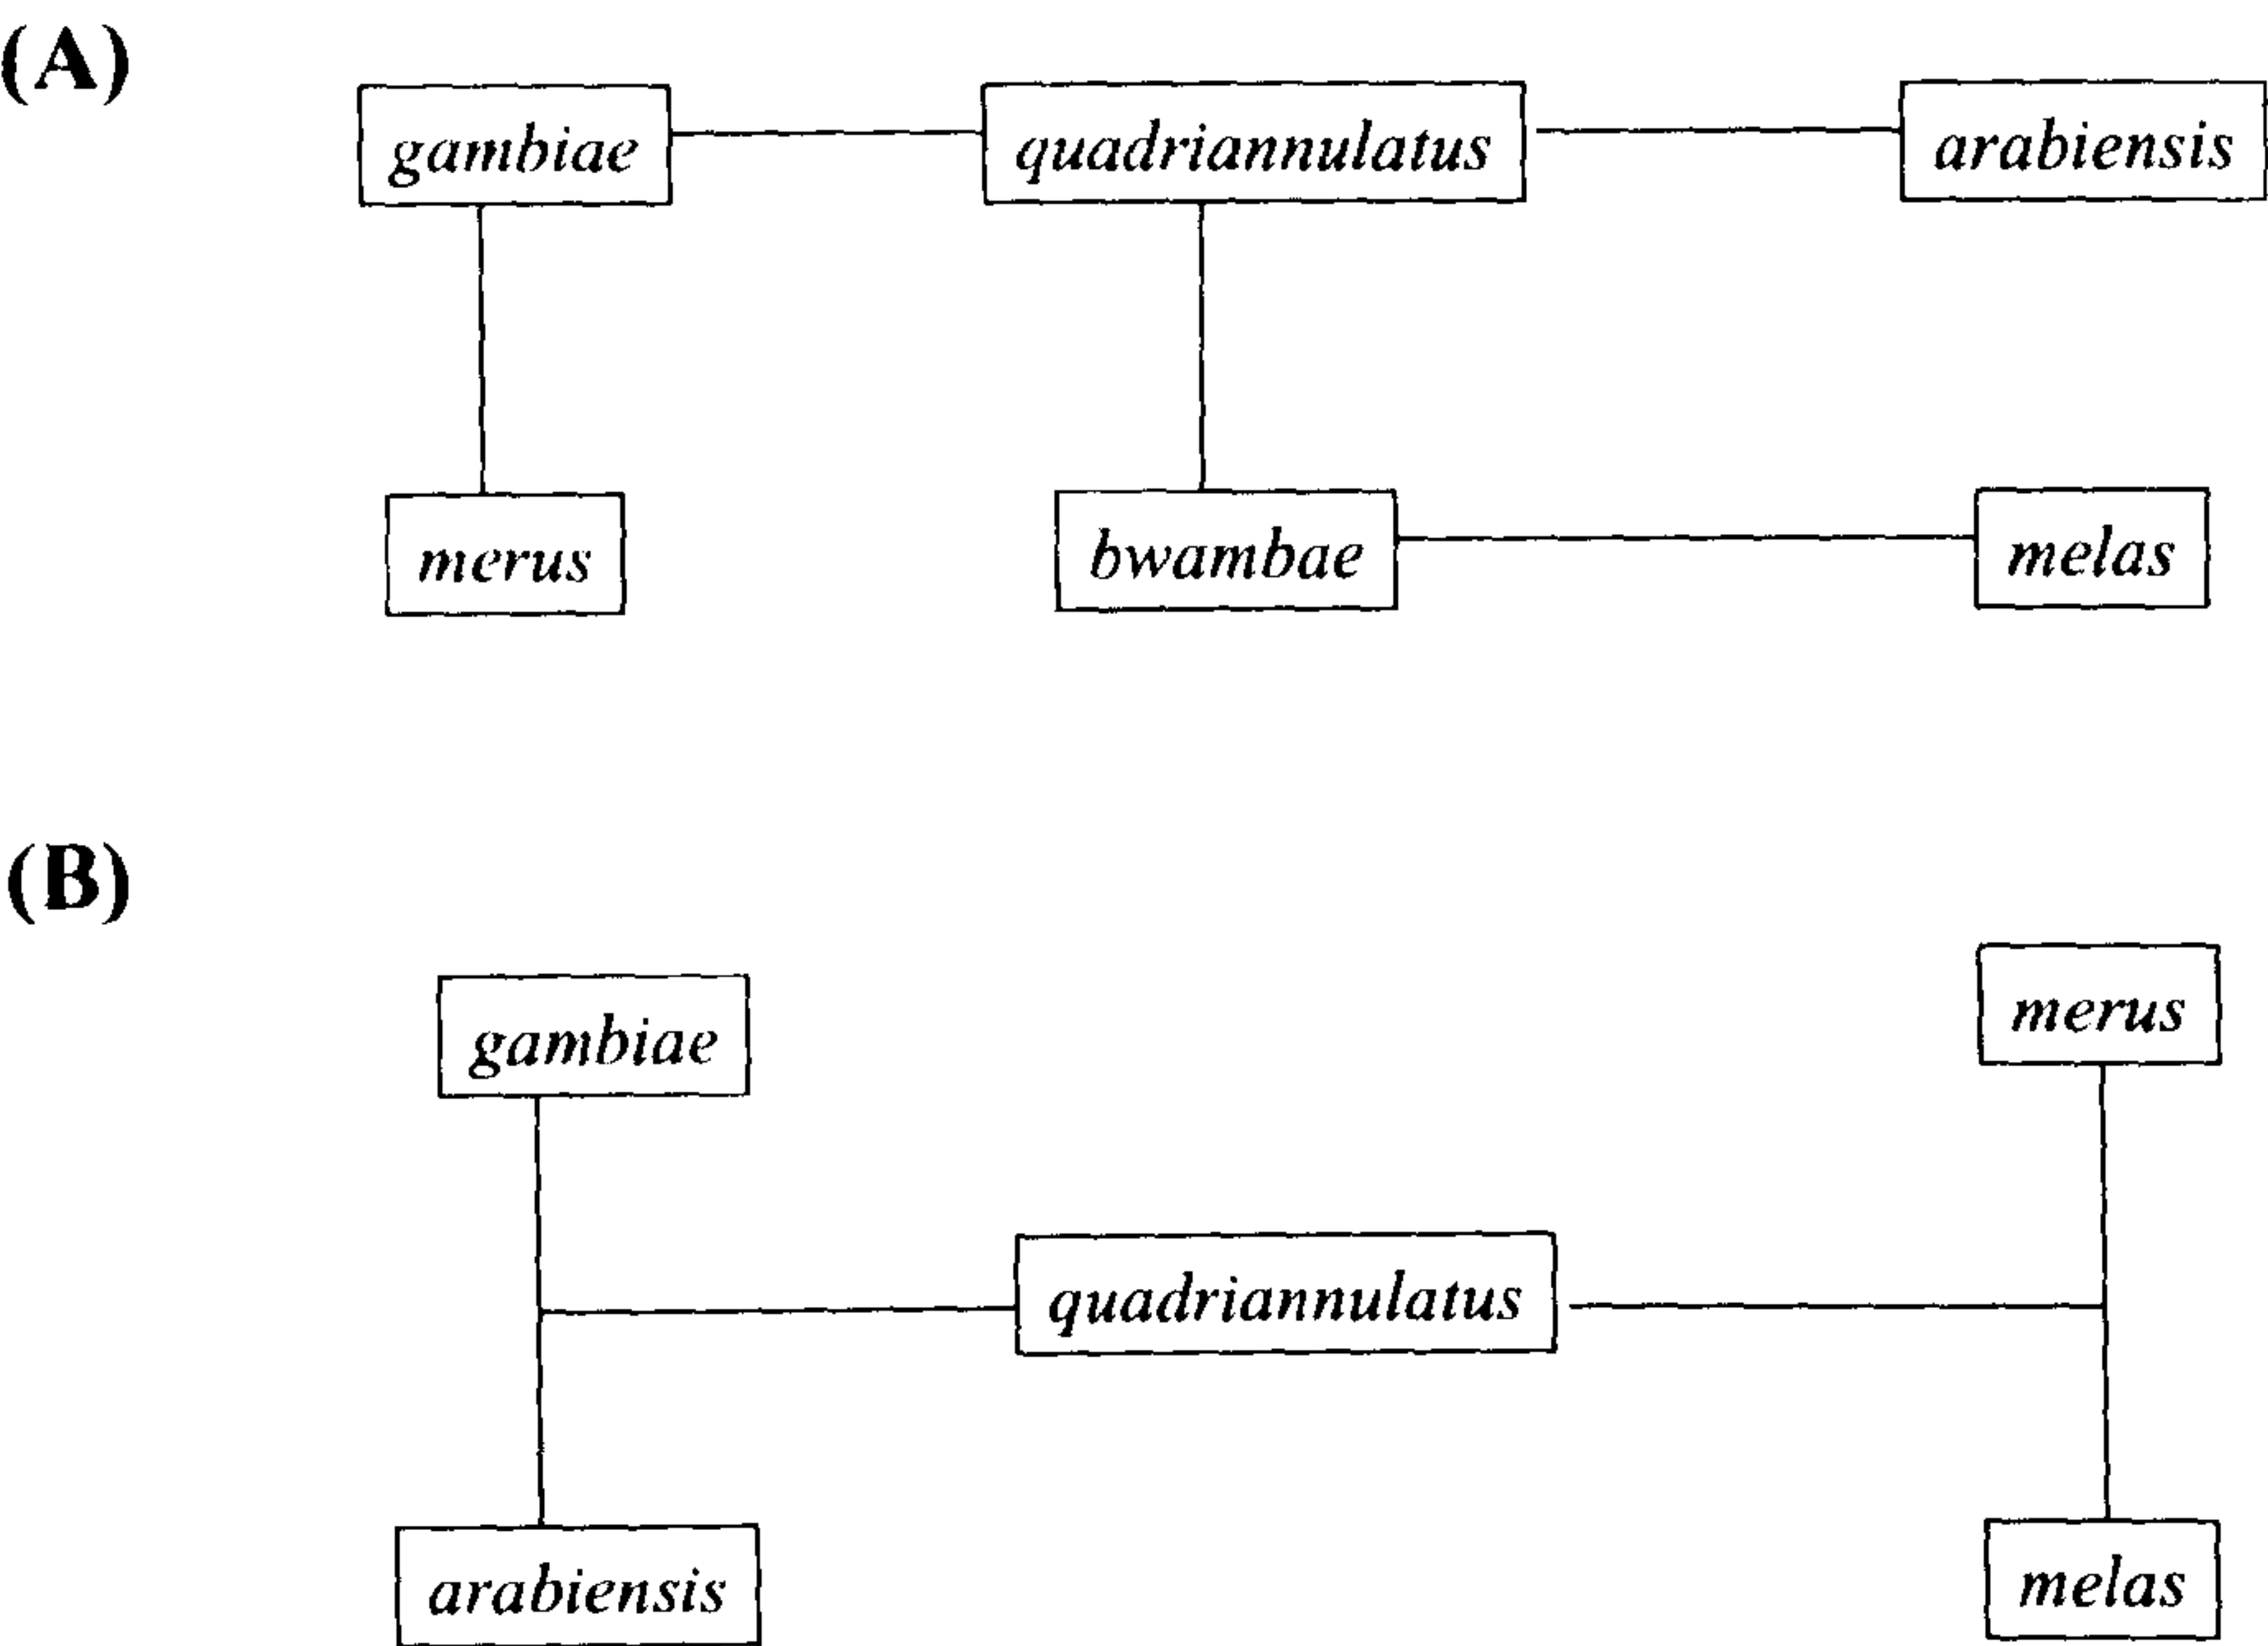 (A)
gambiae quadriannulatus arabiensis
merus bwambae melas
(B)
gambiae merus
quadriannulatus
arabiensis melas